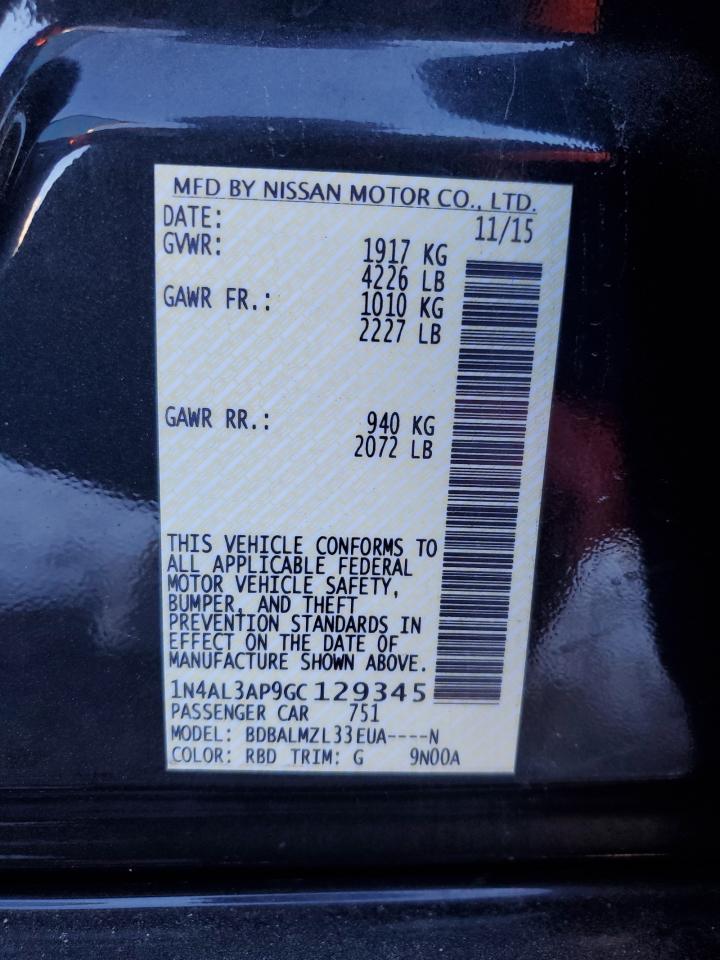 MFD BY NISSAN MOTOR CO., LTD.
DATE: 11/15
GVWR: 1917 KG
4226 LB
GAWR FR.: 1010 KG
2227 LB
GAWR RR.: 940 KG
2072 LB
THIS VEHICLE CONFORMS TO
ALL APPLICABLE FEDERAL
MOTOR VEHICLE SAFETY,
BUMPER, AND THEFT
PREVENTION STANDARDS IN
EFFECT ON THE DATE OF
MANUFACTURE SHOWN ABOVE.
1N4AL3AP9GC129345
PASSENGER CAR 751
MODEL: BDBALMZL33EUA----N
COLOR: RBD TRIM: G 9N00A